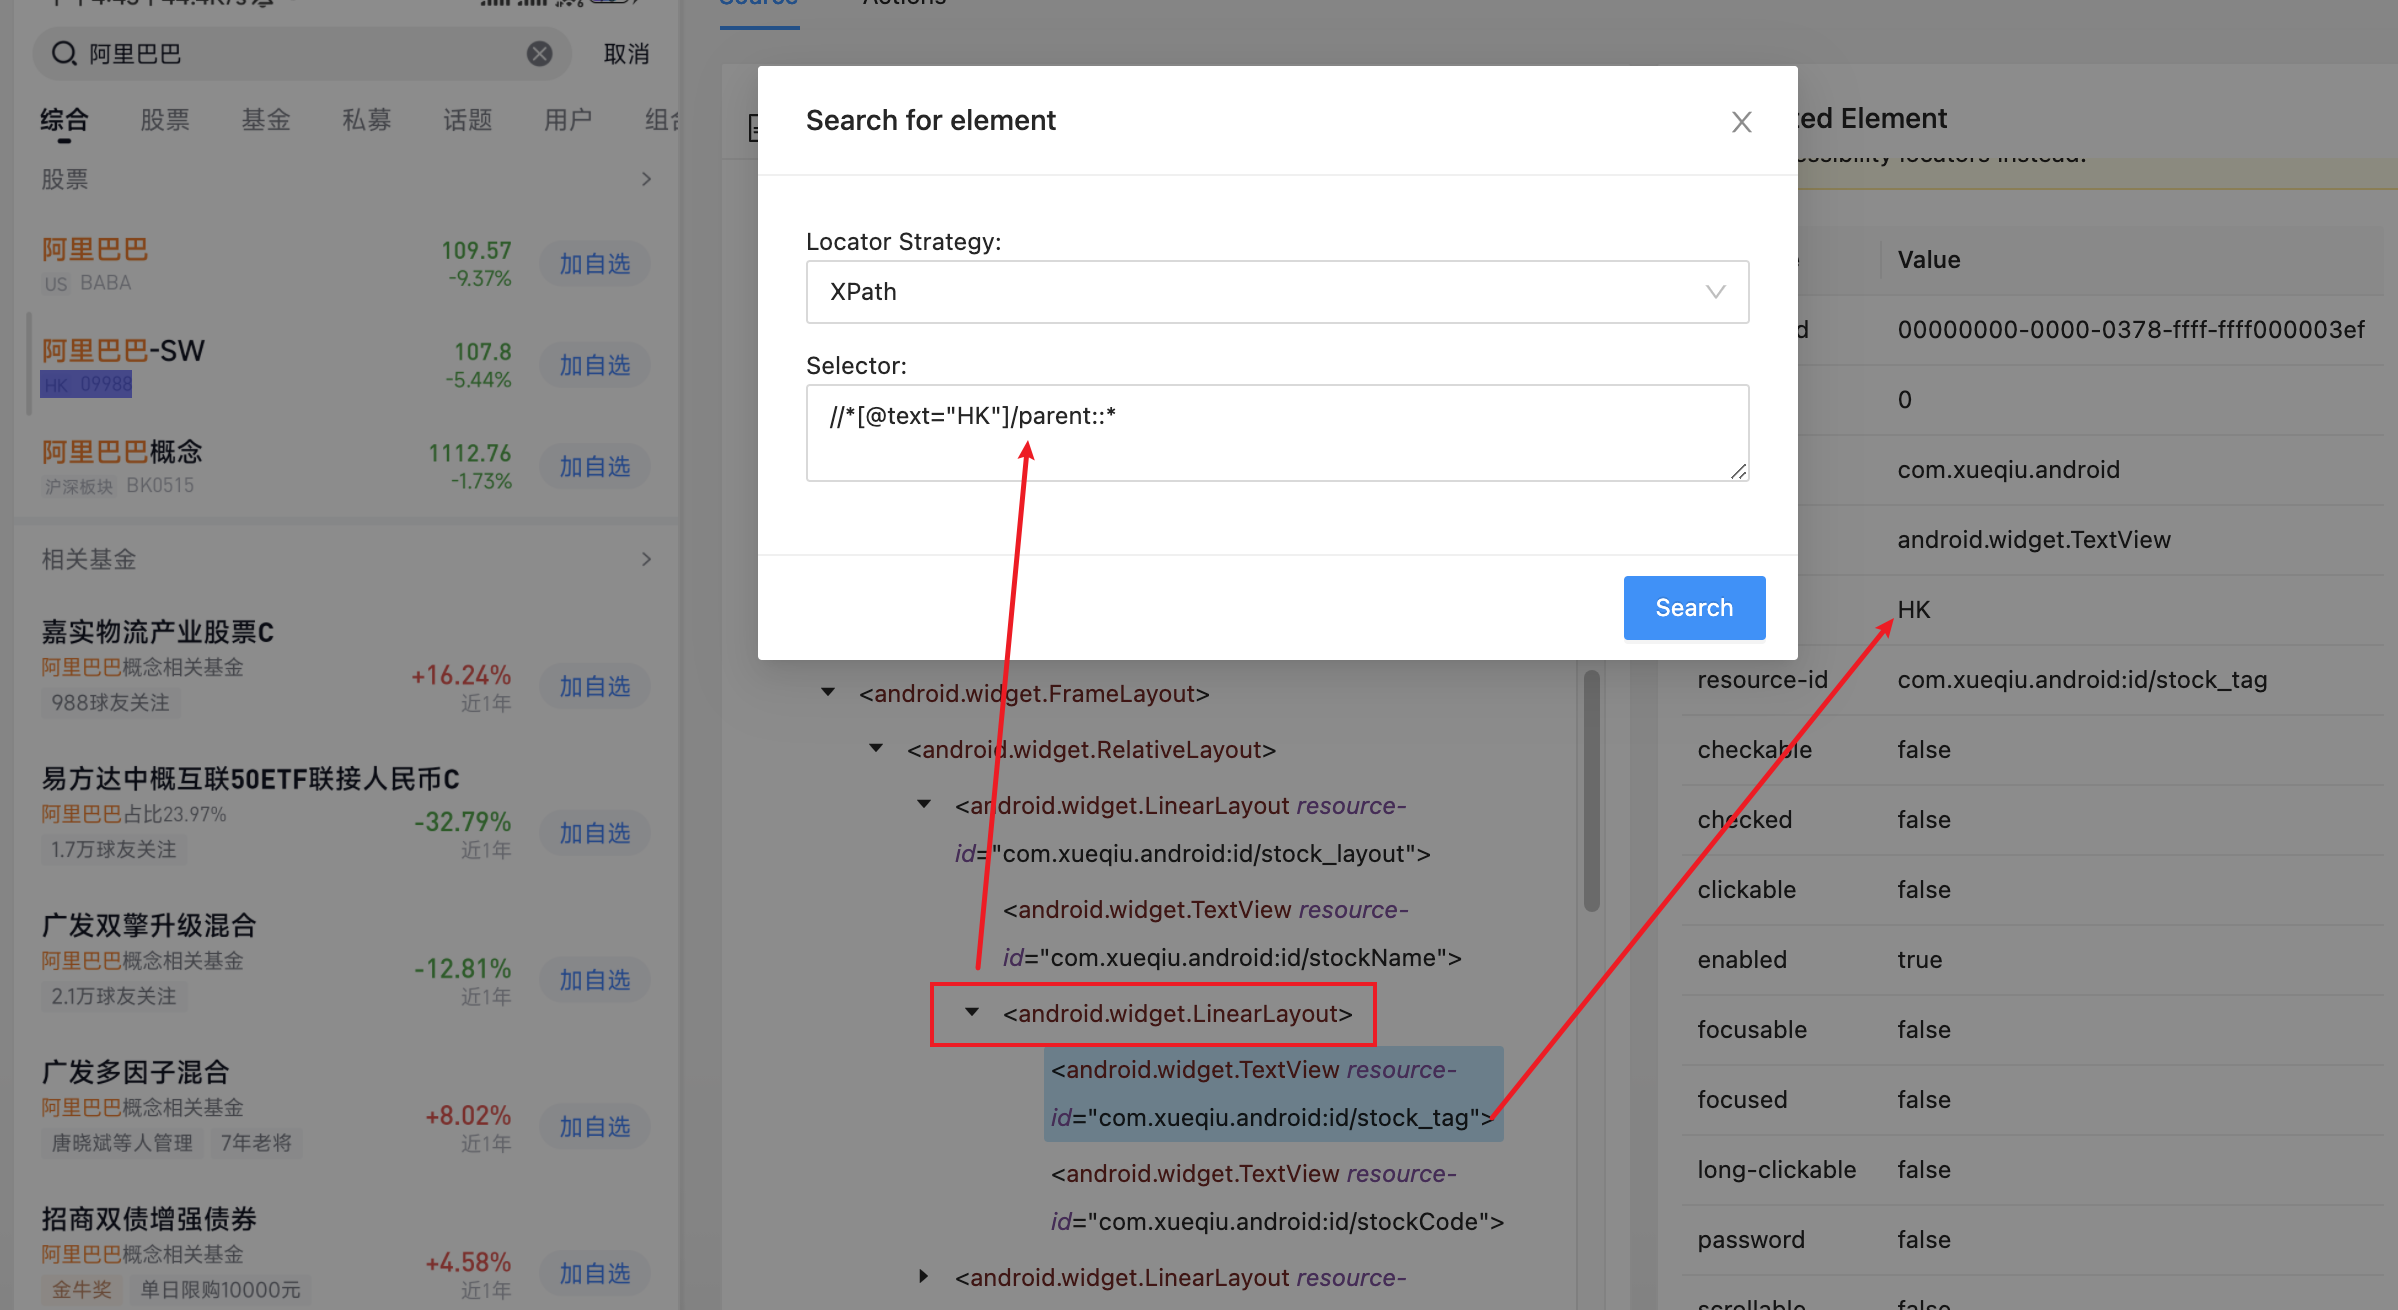 阿里巴巴
取消
综合 股票 基金 私募 话题 用户
股票
阿里巴巴
US BABA
109.57
-9.37%
加自选
阿里巴巴-SW
HK 09988
107.8
-5.44%
加自选
阿里巴巴概念
沪深板块 BK0515
1112.76
-1.73%
加自选
相关基金
嘉实物流产业股票C
阿里巴巴概念相关基金
988球友关注
+16.24%
近1年
加自选
易方达中概互联50ETF联接人民币C
阿里巴巴占比23.97%
1.7万球友关注
-32.79%
近1年
加自选
广发双擎升级混合
阿里巴巴概念相关基金
2.1万球友关注
-12.81%
近1年
加自选
广发多因子混合
阿里巴巴概念相关基金
唐晓斌等人管理 7年老将
+8.02%
近1年
加自选
招商双债增强债券
阿里巴巴概念相关基金
金牛奖 单日限购10000元
+4.58%
近1年
加自选
Source Actions
Search for element
Locator Strategy:
XPath
Selector:
//*[@text="HK"]/parent::*
Search
<android.widget.FrameLayout>
<android.widget.RelativeLayout>
<android.widget.LinearLayout resource-
id="com.xueqiu.android:id/stock_layout">
<android.widget.TextView resource-
id="com.xueqiu.android:id/stockName">
<android.widget.LinearLayout>
<android.widget.TextView resource-
id="com.xueqiu.android:id/stock_tag">
<android.widget.TextView resource-
id="com.xueqiu.android:id/stockCode">
<android.widget.LinearLayout resource-
ted Element
essibility locators instead.
Value
00000000-0000-0378-ffff-ffff000003ef
0
com.xueqiu.android
android.widget.TextView
HK
resource-id com.xueqiu.android:id/stock_tag
checkable false
checked false
clickable false
enabled true
focusable false
focused false
long-clickable false
password false
scrollable false